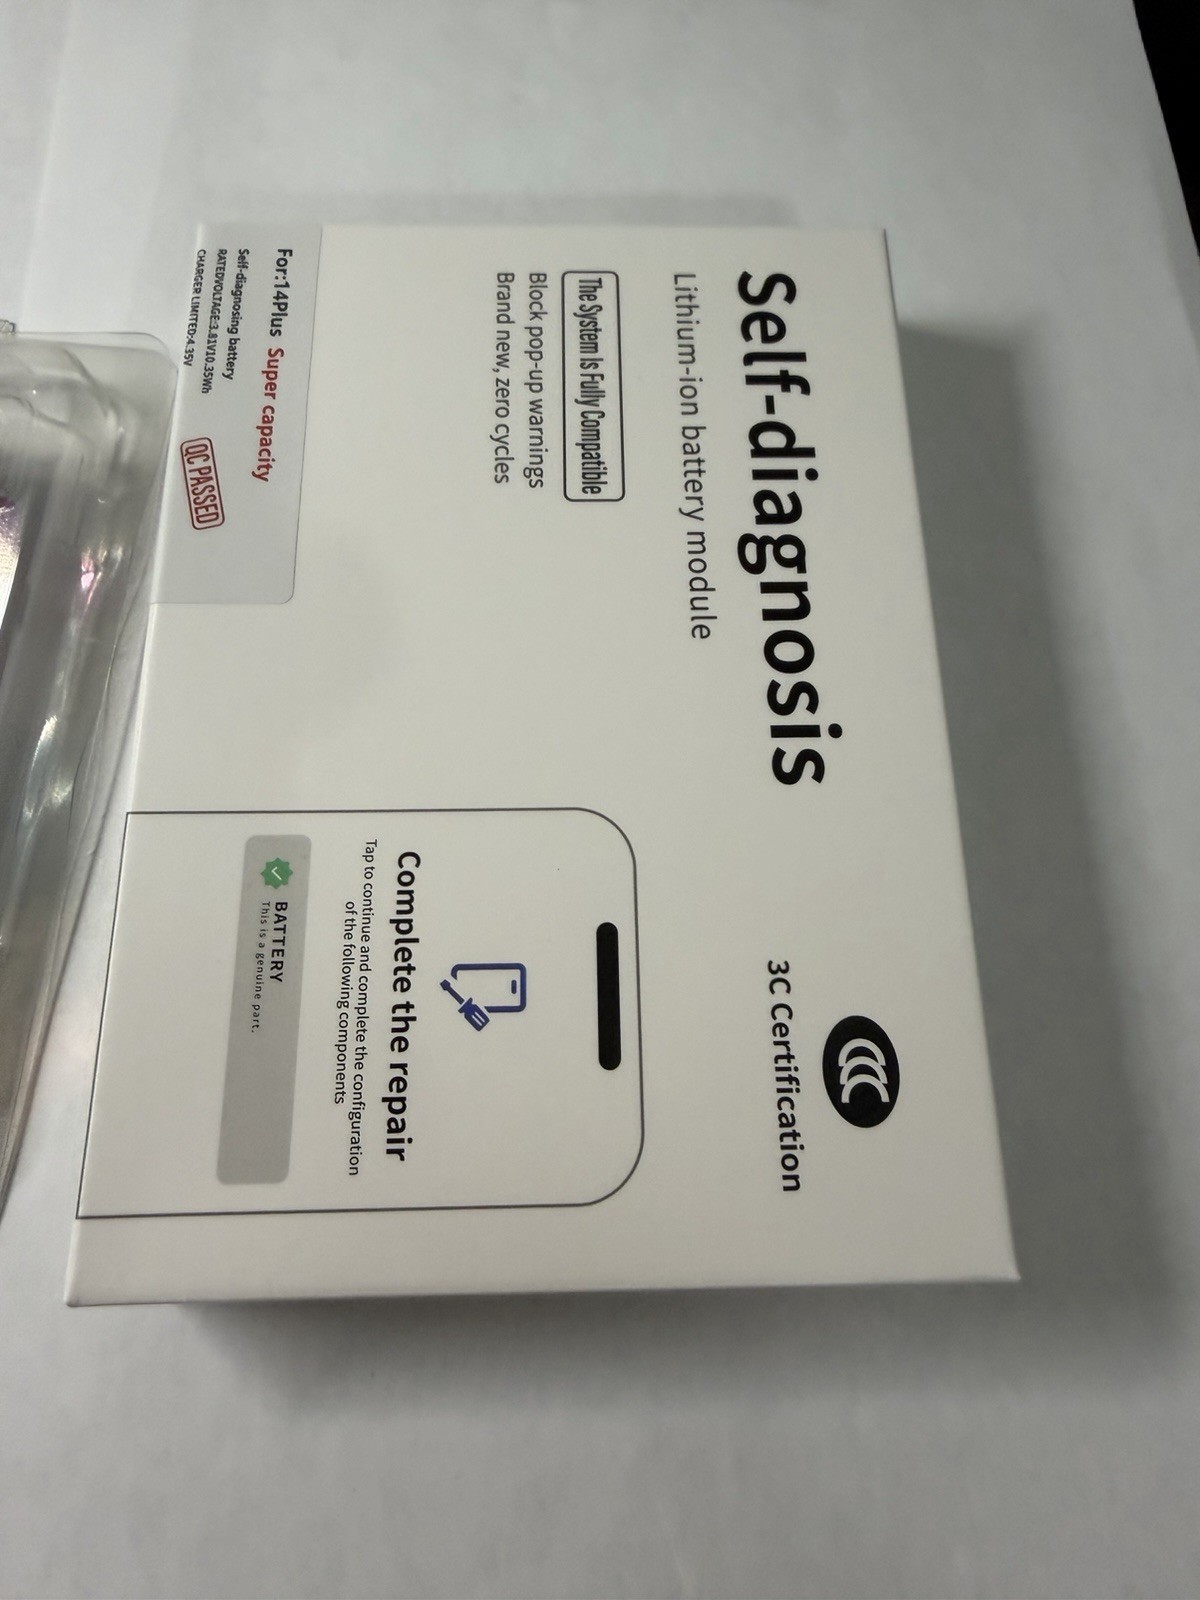 Self-diagnosis
Lithium-ion battery module
The System Is Fully Compatible
Block pop-up warnings
Brand new, zero cycles
For:14Plus Super capacity
Self-diagnosing battery
RATEDVOLTAGE:3.81V10.35Wh
CHARGER LIMITED:4.35V
QC PASSED
CCC
3C Certification
Complete the repair
Tap to continue and complete the configuration
of the following components
BATTERY
This is a genuine part.